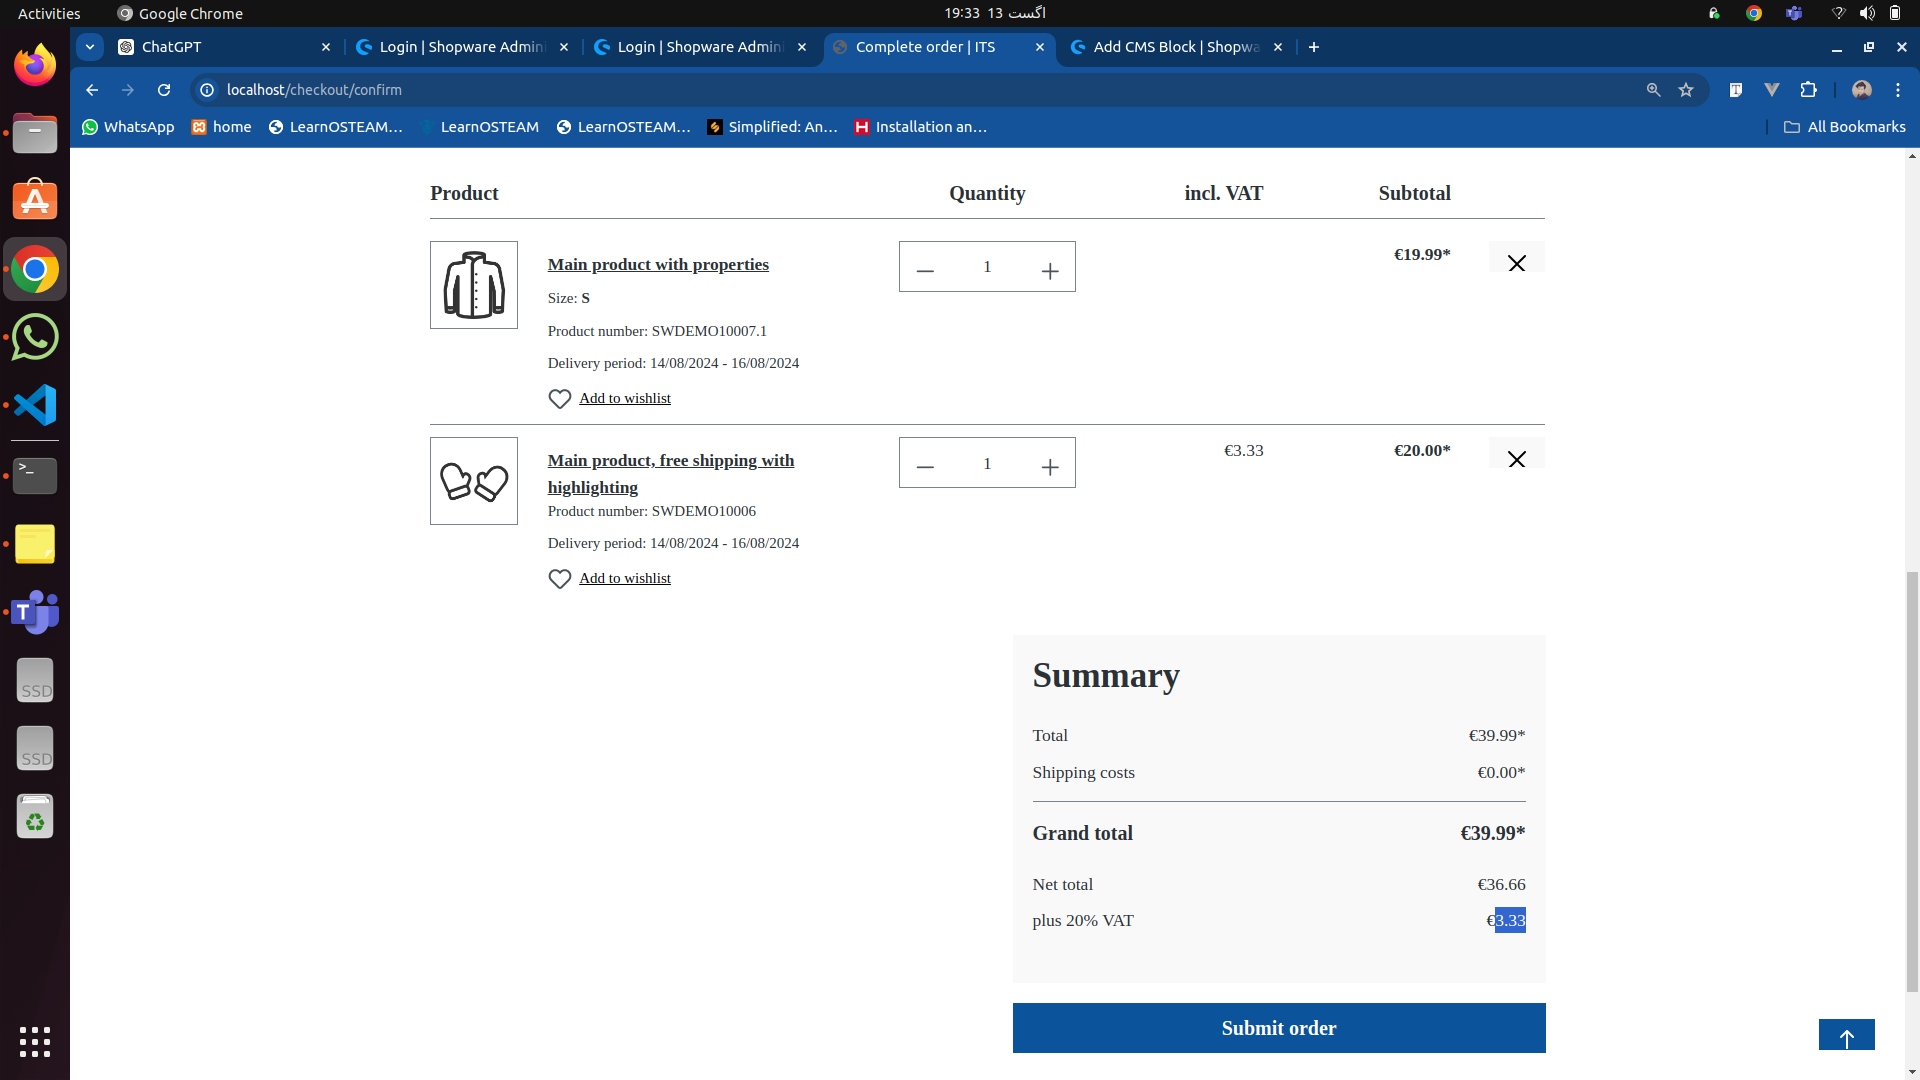 Activities
Google Chrome
19:33  13 اگست
ChatGPT
Login | Shopware Admini
Login | Shopware Admini
Complete order | ITS
Add CMS Block | Shopwa
localhost/checkout/confirm
WhatsApp
home
LearnOSTEAM...
LearnOSTEAM
LearnOSTEAM...
Simplified: An...
Installation an...
All Bookmarks
Product Quantity incl. VAT Subtotal
Main product with properties 1 €19.99*
Size: S
Product number: SWDEMO10007.1
Delivery period: 14/08/2024 - 16/08/2024
Add to wishlist
Main product, free shipping with 1 €3.33 €20.00*
highlighting
Product number: SWDEMO10006
Delivery period: 14/08/2024 - 16/08/2024
Add to wishlist
Summary
Total €39.99*
Shipping costs €0.00*
Grand total €39.99*
Net total €36.66
plus 20% VAT €3.33
Submit order
SSD
SSD